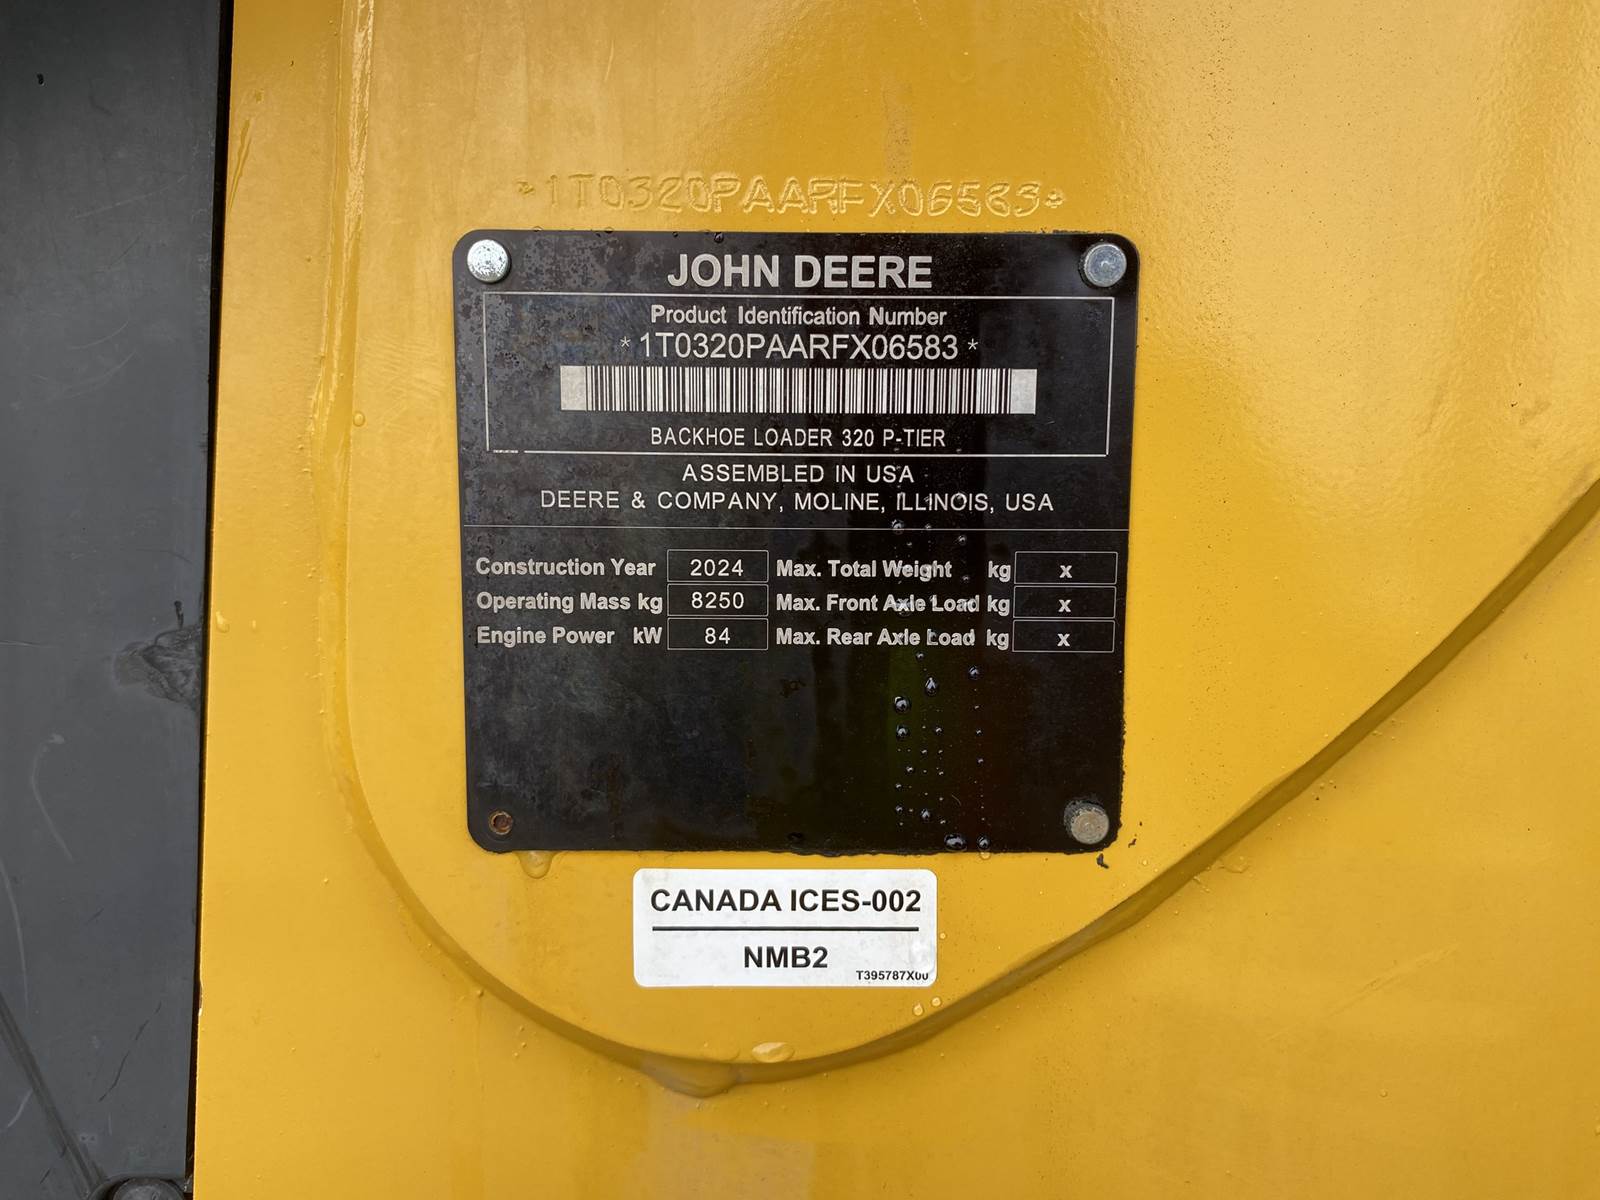 *1T0320PAARFX06583*
JOHN DEERE
Product Identification Number
*1T0320PAARFX06583*
BACKHOE LOADER 320 P-TIER
ASSEMBLED IN USA
DEERE & COMPANY, MOLINE, ILLINOIS, USA
Construction Year 2024 Max. Total Weight kg x
Operating Mass kg 8250 Max. Front Axle Load kg x
Engine Power kW 84 Max. Rear Axle Load kg x
CANADA ICES-002
NMB2
T395787X00